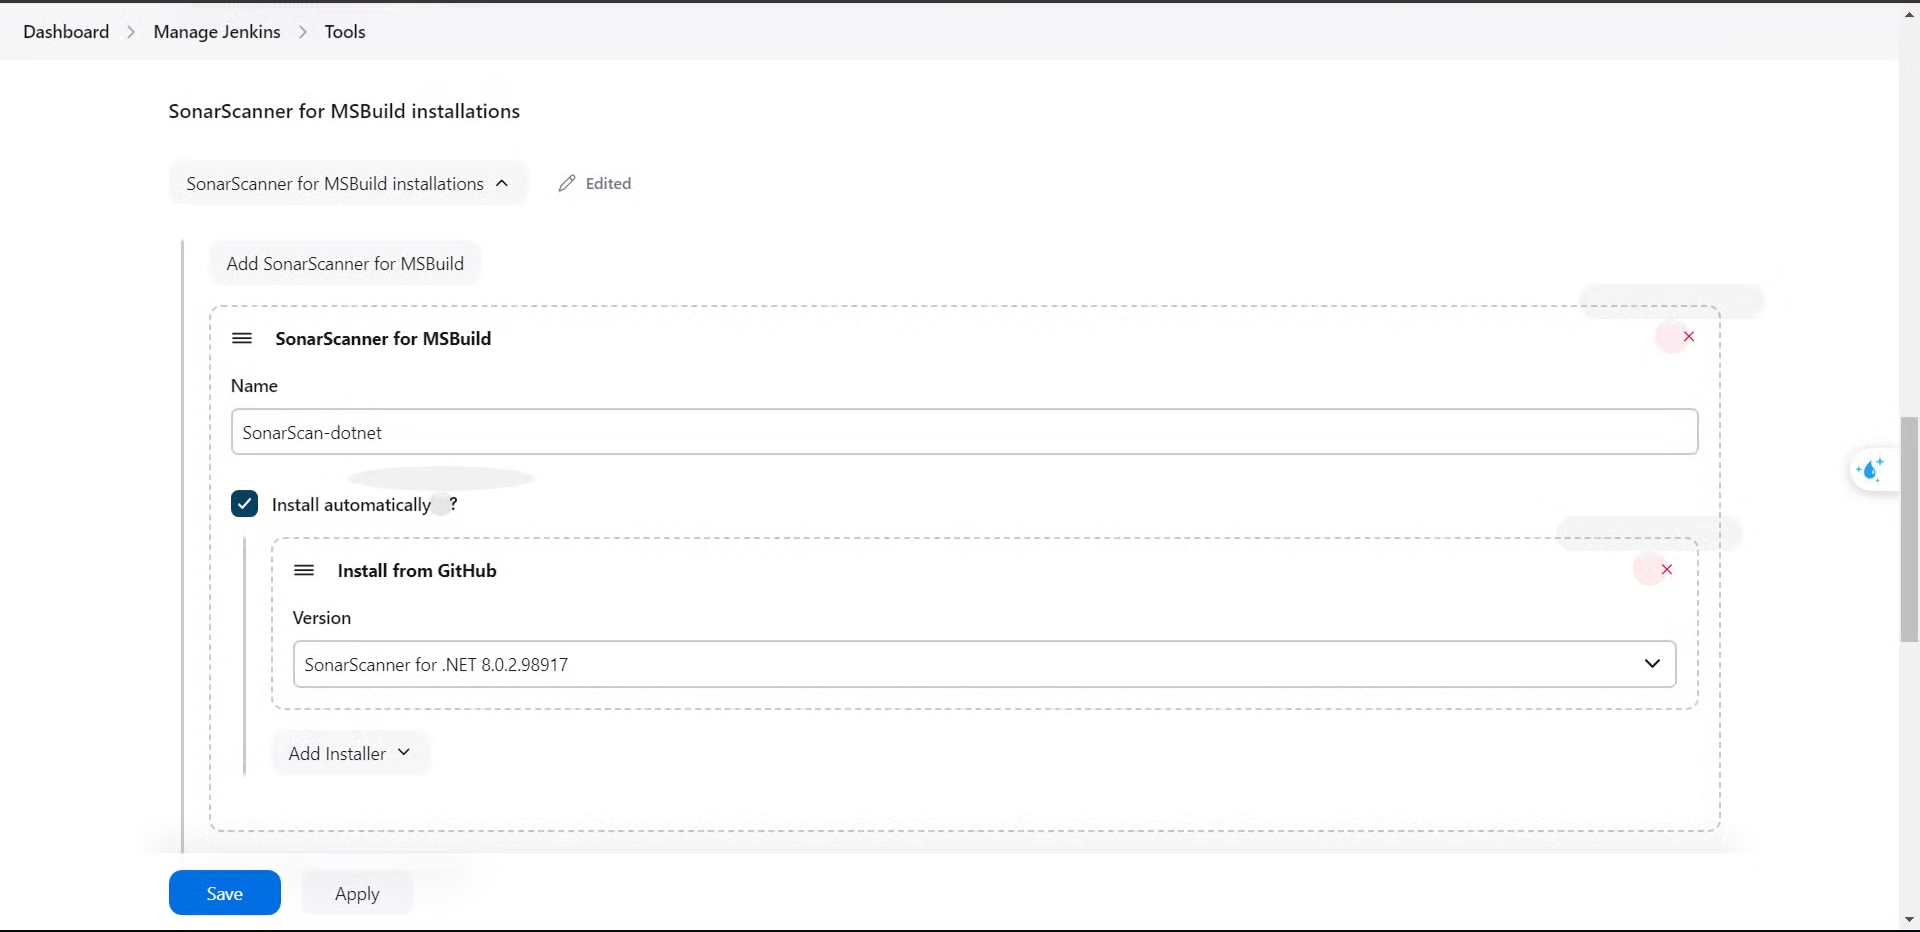 Dashboard > Manage Jenkins > Tools
SonarScanner for MSBuild installations
SonarScanner for MSBuild installations Edited
Add SonarScanner for MSBuild
SonarScanner for MSBuild
Name
SonarScan-dotnet
Install automatically ?
Install from GitHub
Version
SonarScanner for .NET 8.0.2.98917
Add Installer
Save Apply